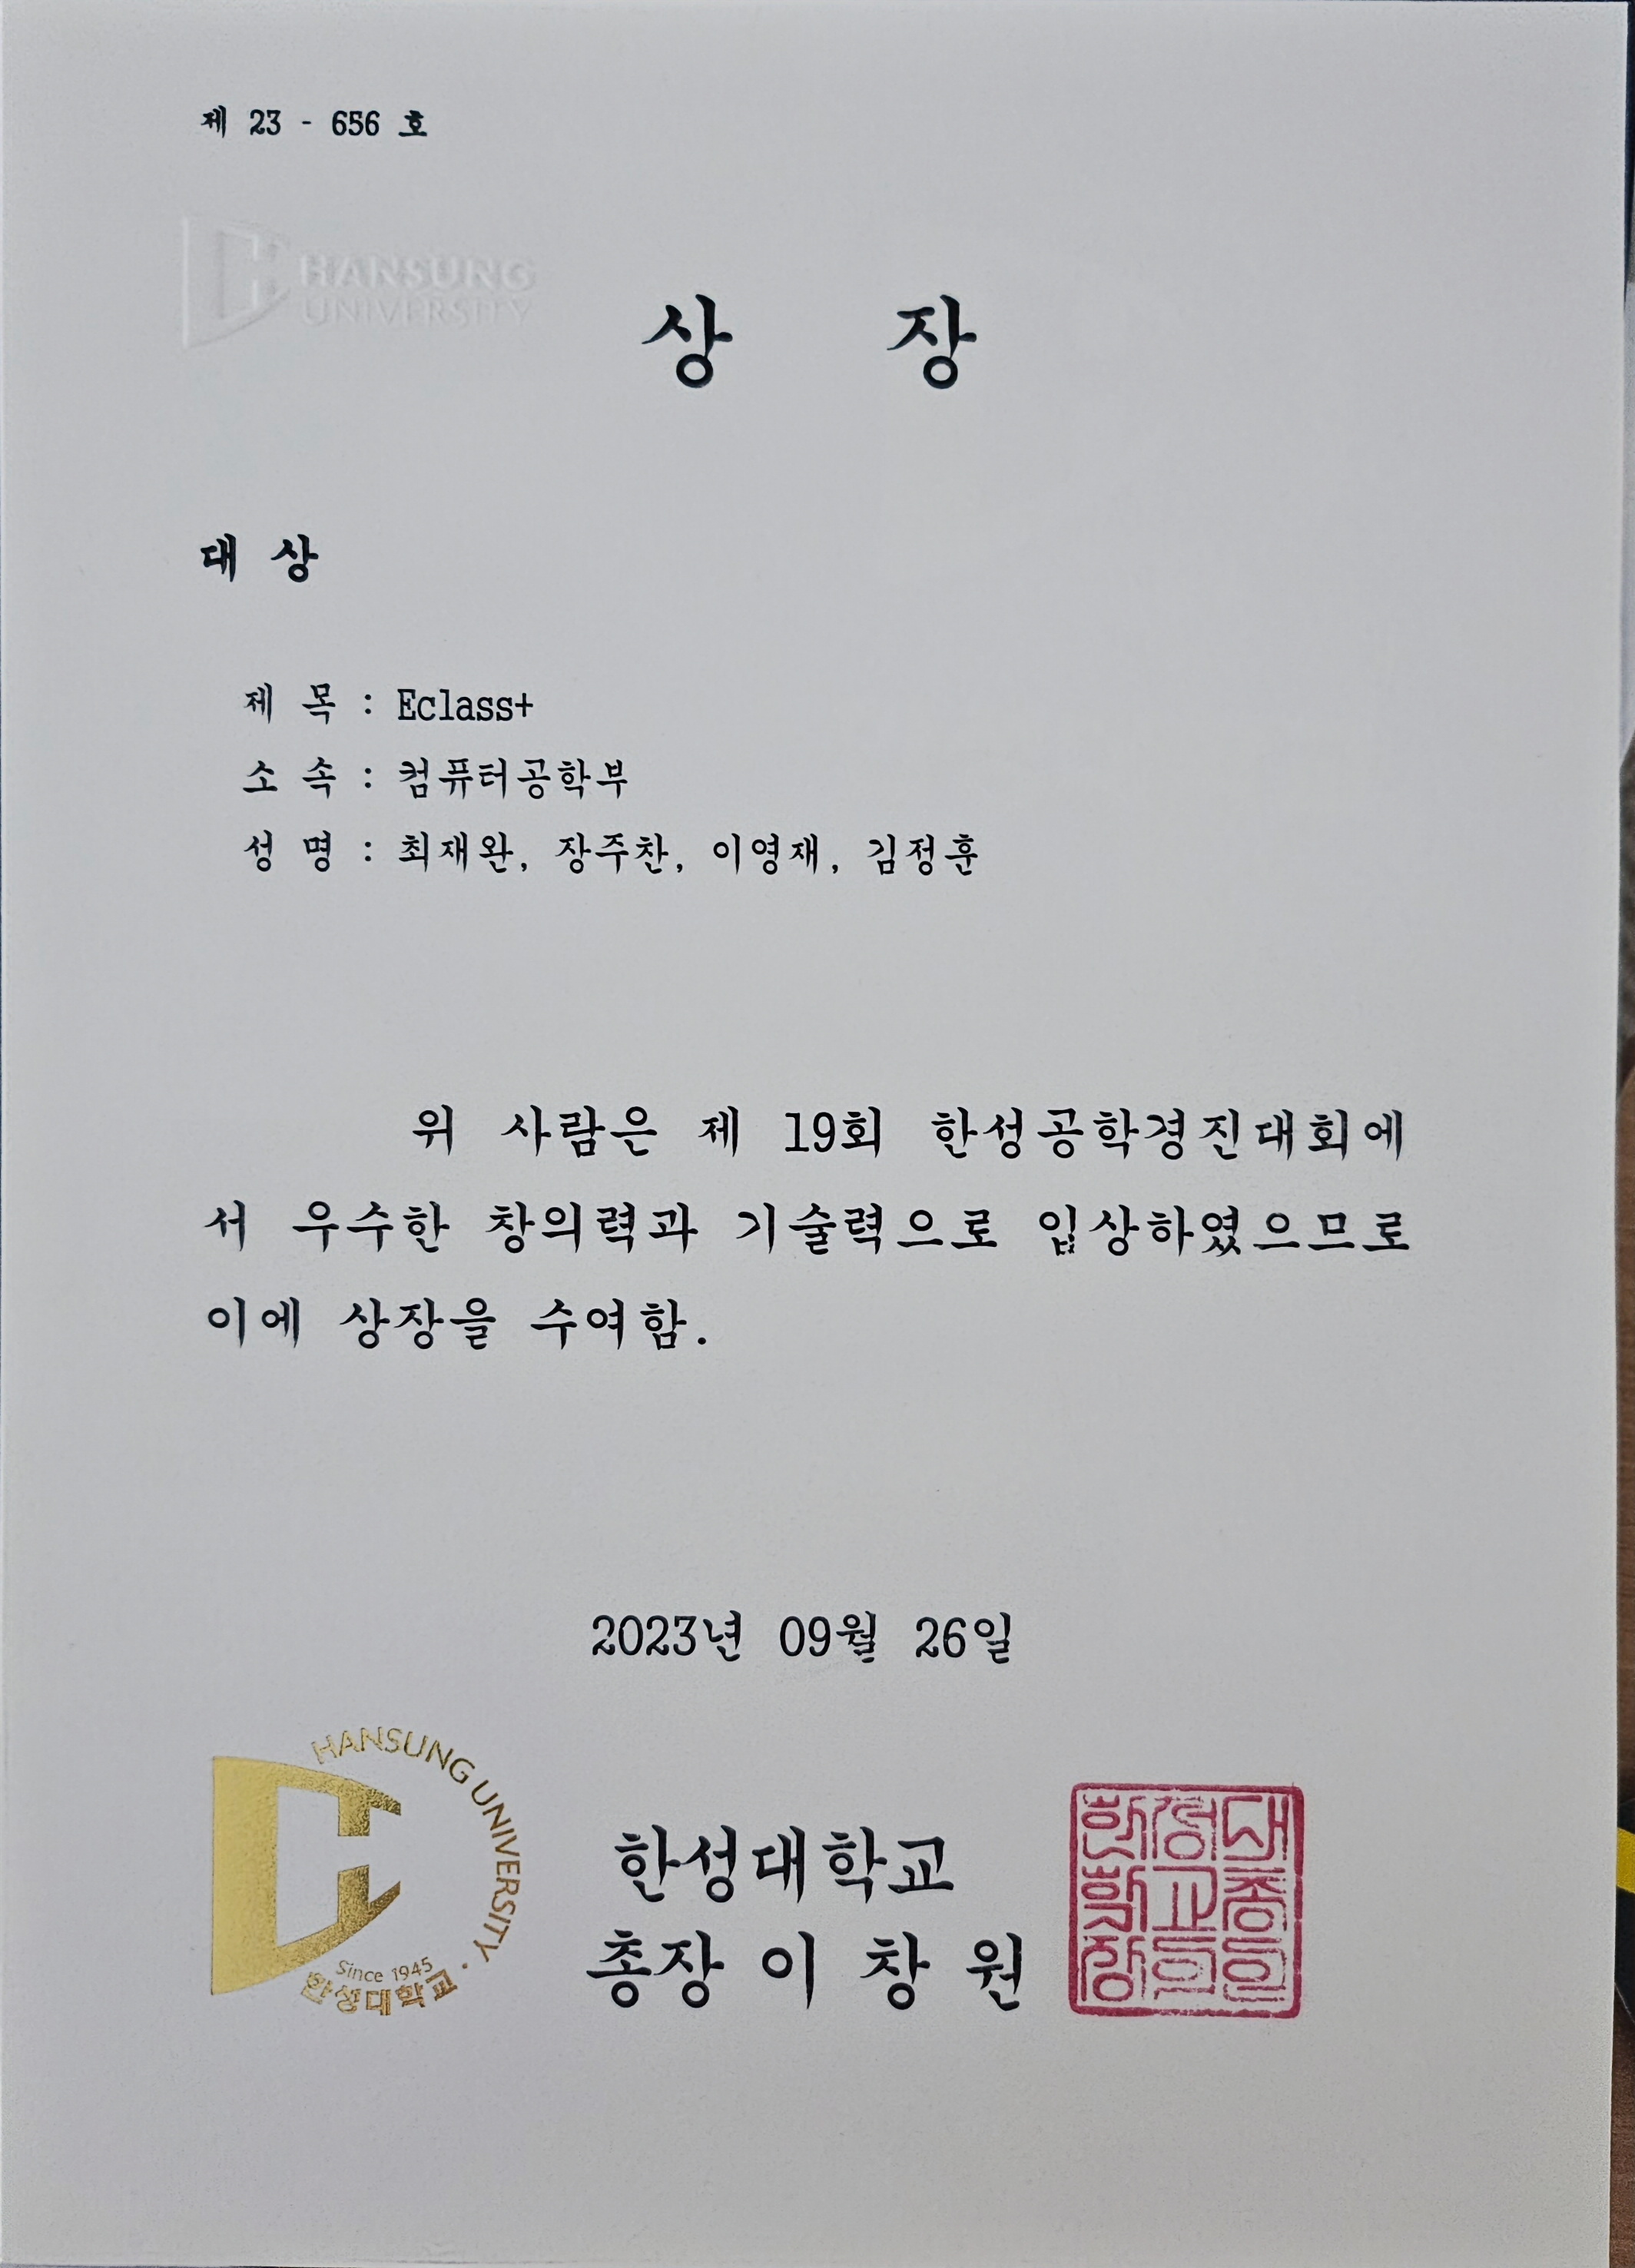 제 23 - 656 호
HANSUNG
UNIVERSITY
상 장
대 상
제 목 : Eclass+
소 속 : 컴퓨터공학부
성 명 : 최재완, 장주찬, 이영재, 김정훈
위 사람은 제 19회 한성공학경진대회에
서 우수한 창의력과 기술력으로 입상하였으므로
이에 상장을 수여함.
2023년 09월 26일
HANSUNG UNIVERSITY ·
Since 1945
한성대학교
한성대학교
총장 이 창 원
한성대
학교총
장의인